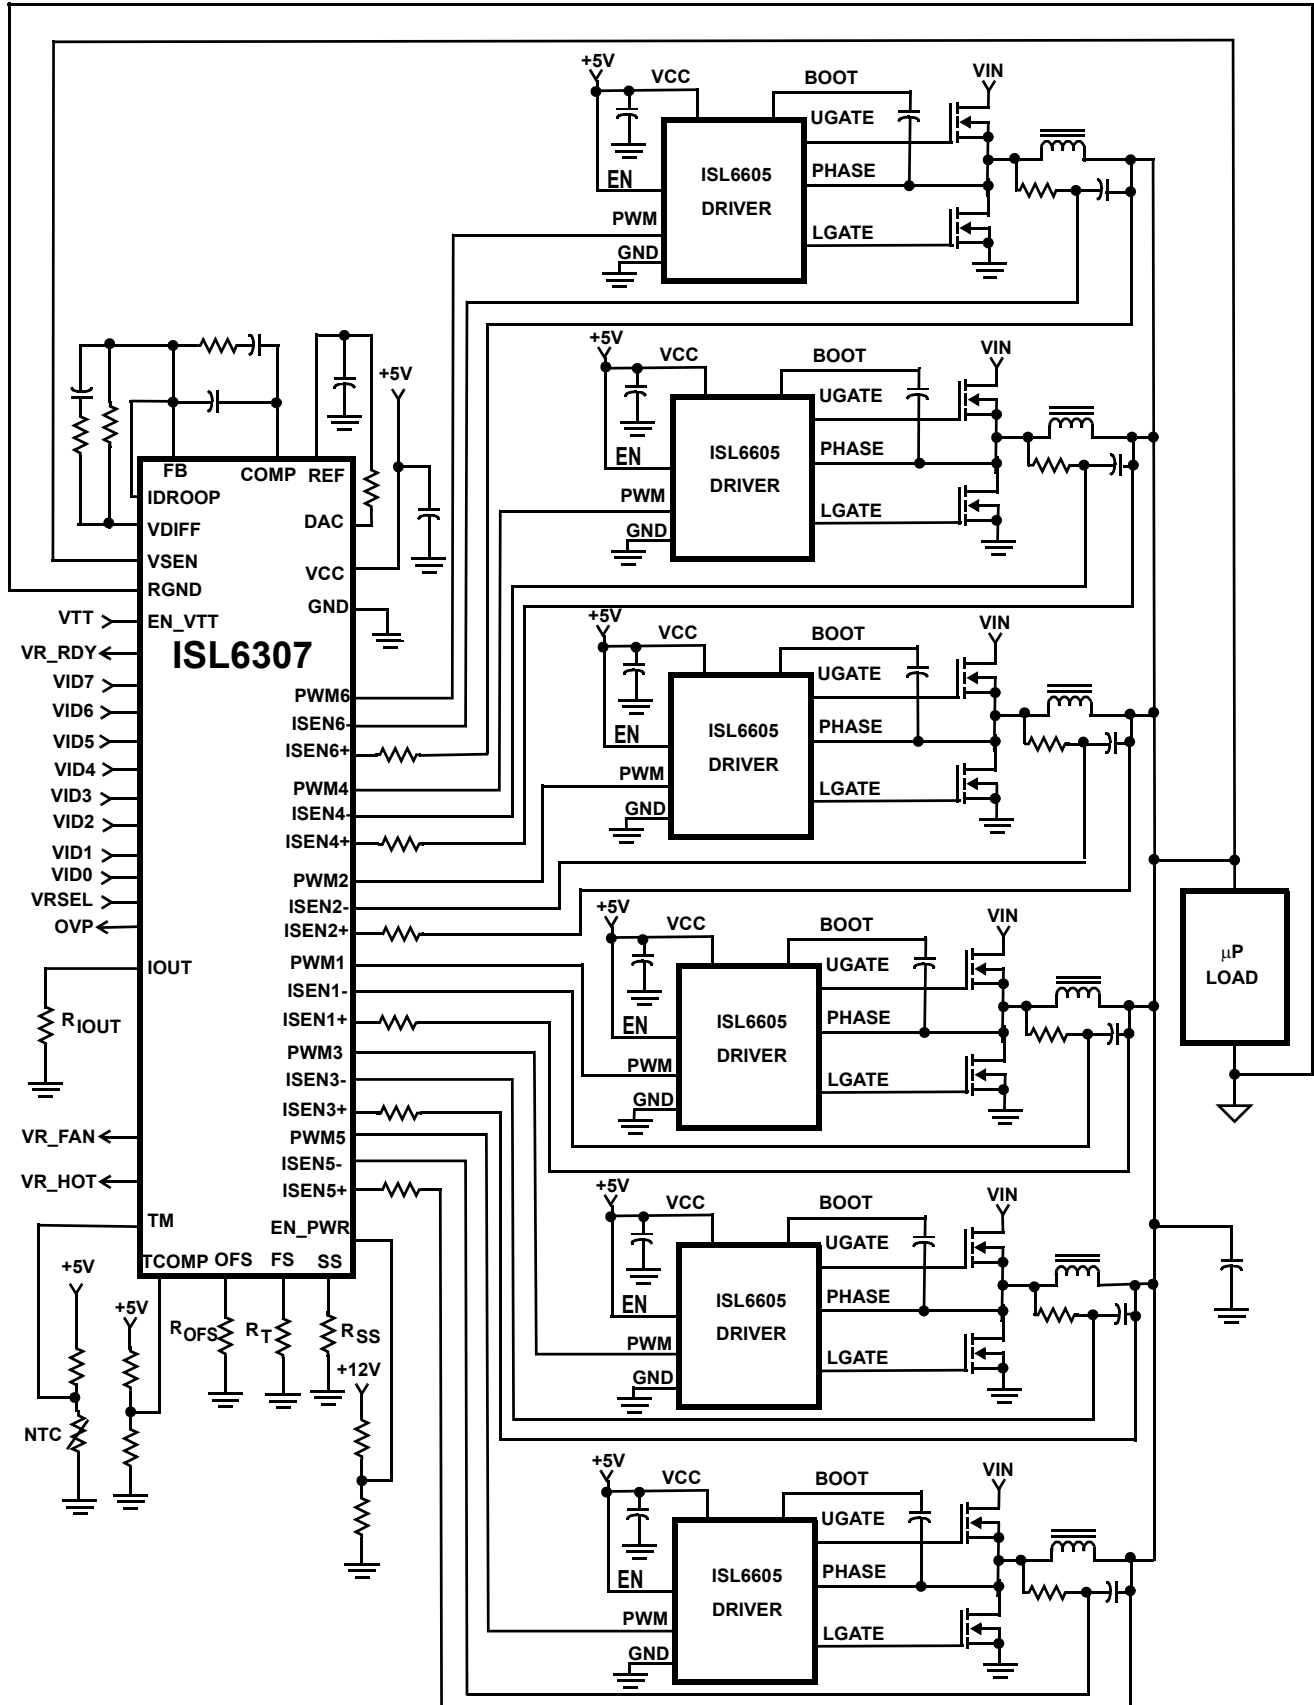 +5V
VCC
BOOT
VIN
UGATE
EN
ISL6605
DRIVER
PHASE
PWM
LGATE
GND
+5V
VCC
BOOT
VIN
UGATE
EN
ISL6605
DRIVER
PHASE
PWM
LGATE
GND
+5V
VCC
BOOT
VIN
UGATE
EN
ISL6605
DRIVER
PHASE
PWM
LGATE
GND
+5V
VCC
BOOT
VIN
UGATE
EN
ISL6605
DRIVER
PHASE
PWM
LGATE
GND
+5V
VCC
BOOT
VIN
UGATE
EN
ISL6605
DRIVER
PHASE
PWM
LGATE
GND
+5V
VCC
BOOT
VIN
UGATE
EN
ISL6605
DRIVER
PHASE
PWM
LGATE
GND
+5V
FB
COMP
REF
IDROOP
VDIFF
DAC
VSEN
VCC
RGND
GND
VTT
EN_VTT
ISL6307
VR_RDY
VID7
VID6
VID5
VID4
VID3
VID2
VID1
VID0
VRSEL
OVP
IOUT
RIOUT
VR_FAN
VR_HOT
TM
PWM6
ISEN6-
ISEN6+
PWM4
ISEN4-
ISEN4+
PWM2
ISEN2-
ISEN2+
PWM1
ISEN1-
ISEN1+
PWM3
ISEN3-
ISEN3+
PWM5
ISEN5-
ISEN5+
EN_PWR
TCOMP
OFS
FS
SS
+5V
+5V
ROFS
RT
RSS
+12V
NTC
μP
LOAD